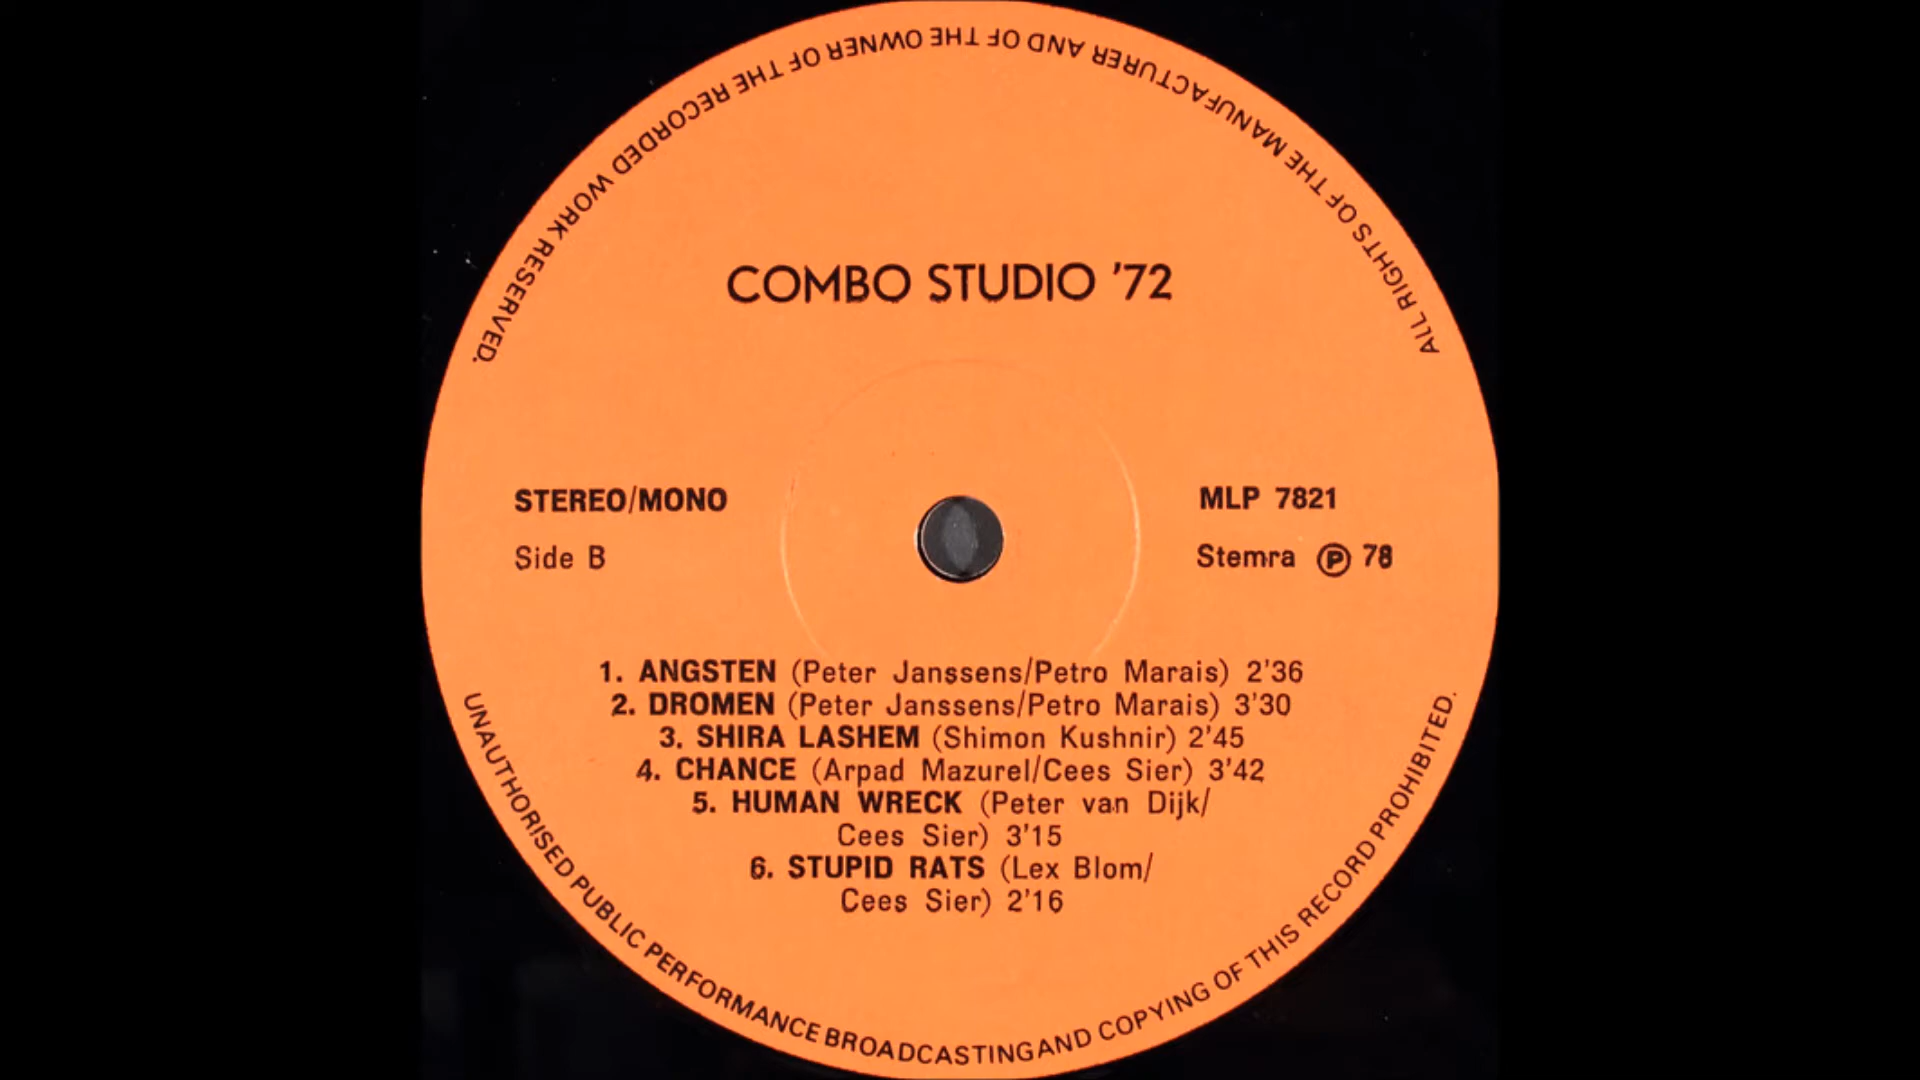 ALL RIGHTS OF THE MANUFACTURER AND OF THE OWNER OF THE RECORDED WORK RESERVED.
COMBO STUDIO '72
STEREO/MONO
MLP 7821
Side B
Stemra Ⓟ 78
1. ANGSTEN (Peter Janssens/Petro Marais) 2'36
2. DROMEN (Peter Janssens/Petro Marais) 3'30
3. SHIRA LASHEM (Shimon Kushnir) 2'45
4. CHANCE (Arpad Mazurel/Cees Sier) 3'42
5. HUMAN WRECK (Peter van Dijk/
Cees Sier) 3'15
6. STUPID RATS (Lex Blom/
Cees Sier) 2'16
UNAUTHORISED PUBLIC PERFORMANCE BROADCASTING AND COPYING OF THIS RECORD PROHIBITED.